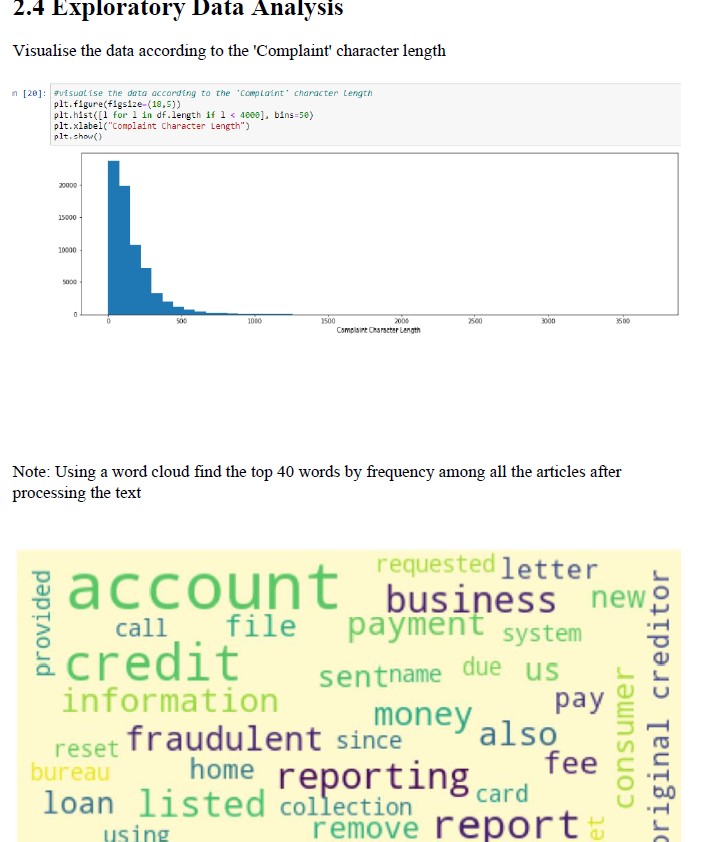 2.4 Exploratory Data Analysis
Visualise the data according to the 'Complaint' character length
n [20]: #visualise the data according to the 'Complaint' character length
plt.figure(figsize=(18,5))
plt.hist([l for l in df.length if l < 4000], bins=50)
plt.xlabel("Complaint Character Length")
plt.show()
20000
15000
10000
5000
0
0 500 1000 1500 2000 2500 3000 3500
Complaint Character Length
Note: Using a word cloud find the top 40 words by frequency among all the articles after
processing the text
provided
account
requested
letter
business
new
call
file
payment
system
original creditor
credit
sent
name
due
us
information
pay
consumer
money
fraudulent
since
also
reset
bureau
home
reporting
fee
card
loan
listed
collection
using
remove
report
et